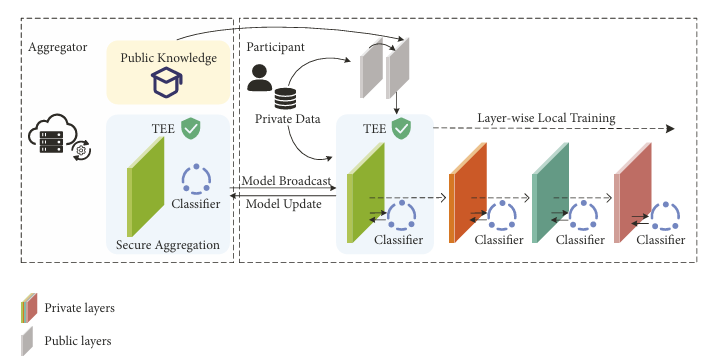 Aggregator
Public Knowledge
TEE
Classifier
Secure Aggregation
Model Broadcast
Model Update
Participant
Private Data
TEE
Layer-wise Local Training
Classifier
Classifier
Classifier
Classifier
Private layers
Public layers